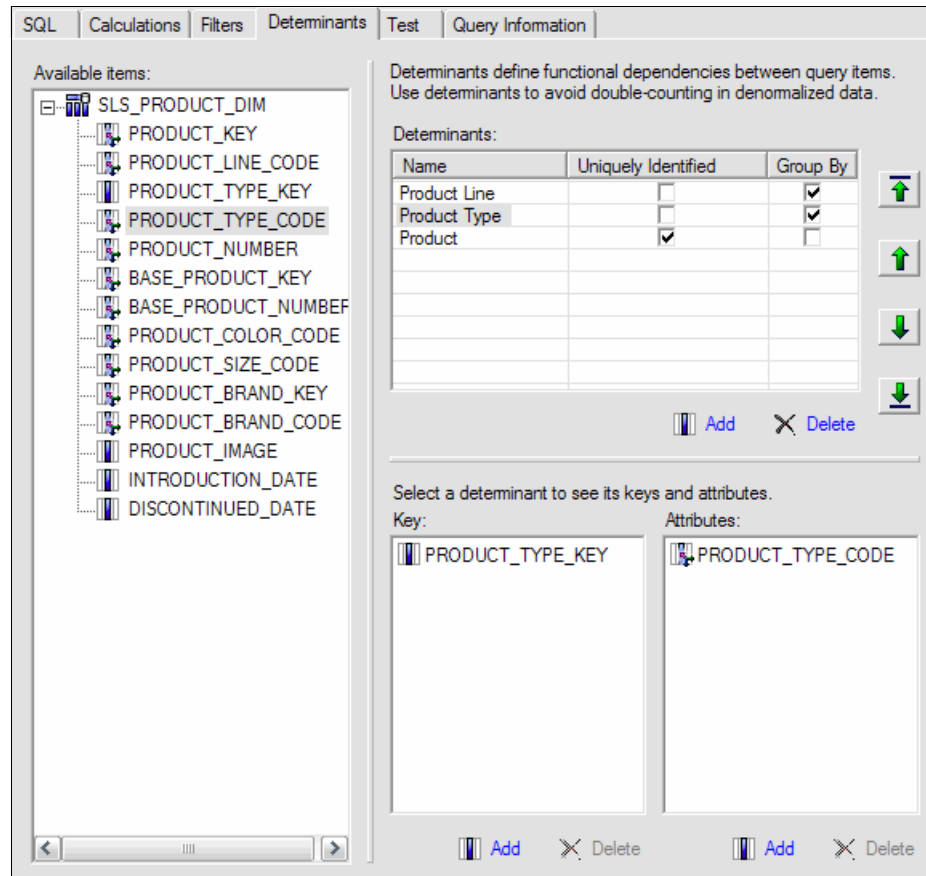 SQL
Calculations
Filters
Determinants
Test
Query Information
Available items:
SLS_PRODUCT_DIM
PRODUCT_KEY
PRODUCT_LINE_CODE
PRODUCT_TYPE_KEY
PRODUCT_TYPE_CODE
PRODUCT_NUMBER
BASE_PRODUCT_KEY
BASE_PRODUCT_NUMBER
PRODUCT_COLOR_CODE
PRODUCT_SIZE_CODE
PRODUCT_BRAND_KEY
PRODUCT_BRAND_CODE
PRODUCT_IMAGE
INTRODUCTION_DATE
DISCONTINUED_DATE
Determinants define functional dependencies between query items.
Use determinants to avoid double-counting in denormalized data.
Determinants:
Name Uniquely Identified Group By
Product Line
Product Type
Product
Add Delete
Select a determinant to see its keys and attributes.
Key: Attributes:
PRODUCT_TYPE_KEY PRODUCT_TYPE_CODE
Add Delete Add Delete